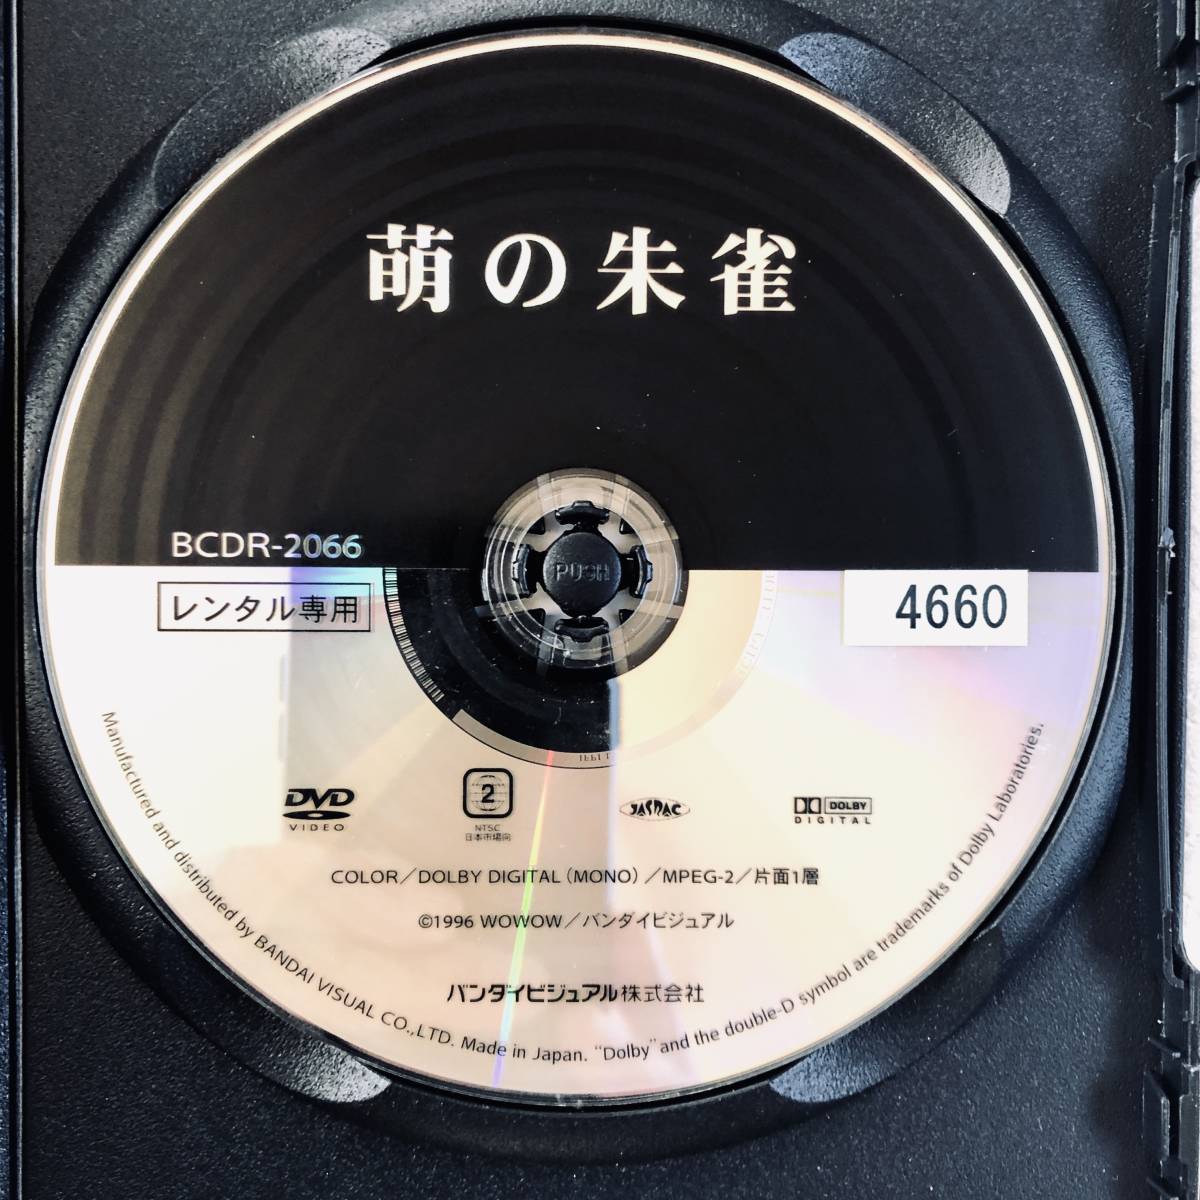 萌の朱雀
BCDR-2066
レンタル専用
4660
PUSH
DVD
VIDEO
2
NTSC
日本市場向
JASRAC
DOLBY
DIGITAL
COLOR／DOLBY DIGITAL（MONO）／MPEG-2／片面1層
©1996 WOWOW／バンダイビジュアル
バンダイビジュアル株式会社
Manufactured and distributed by BANDAI VISUAL CO.,LTD. Made in Japan. "Dolby" and the double-D symbol are trademarks of Dolby Laboratories.